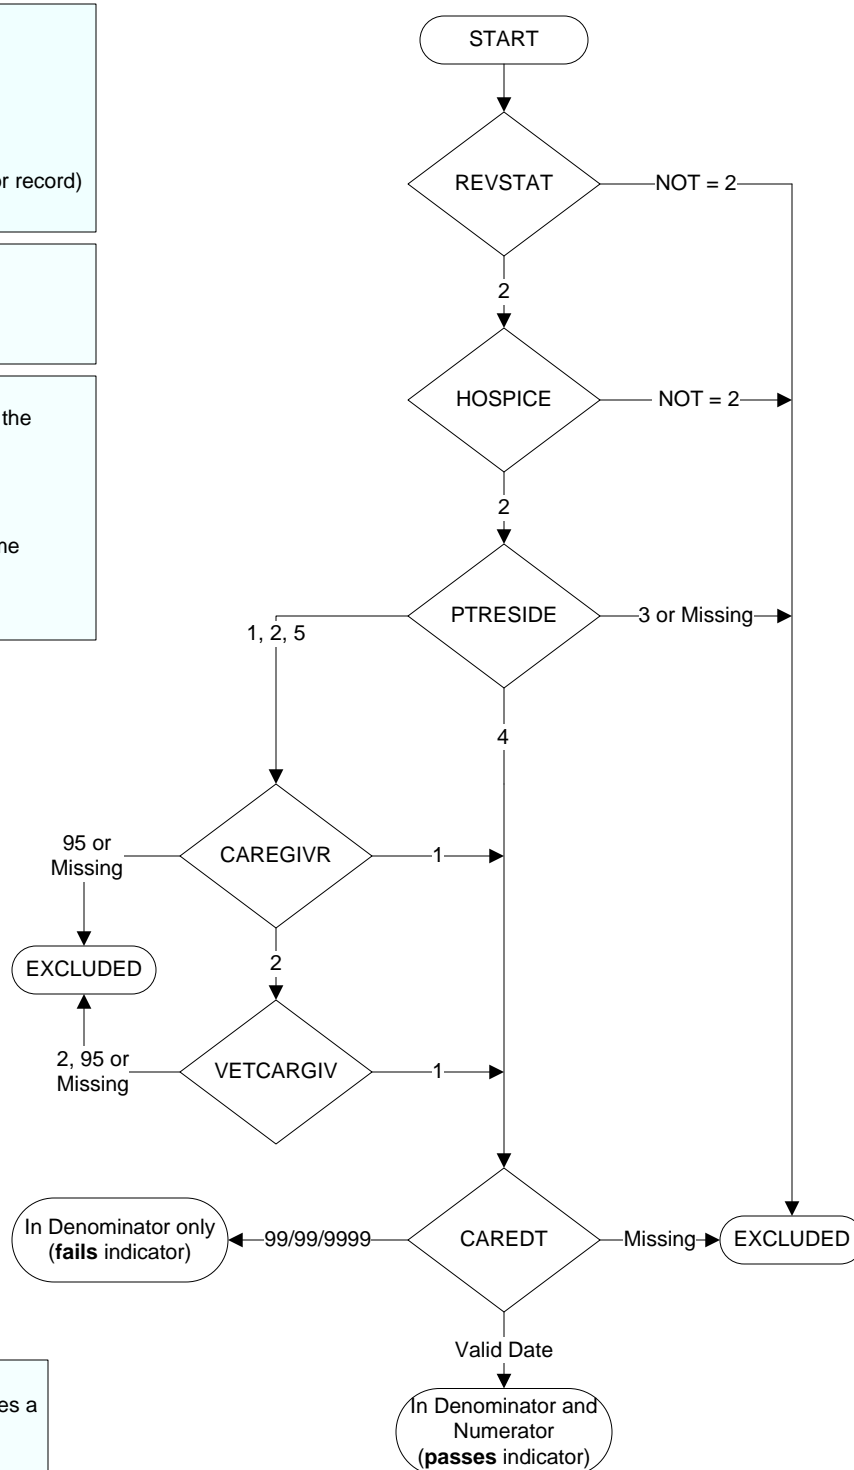 or record)
the
START
REVSTAT
NOT = 2
2
HOSPICE
NOT = 2
2
PTRESIDE
3 or Missing
1, 2, 5
4
CAREGIVR
95 or
Missing
1
EXCLUDED
2
VETCARGIV
2, 95 or
Missing
1
CAREDT
In Denominator only
(fails indicator)
99/99/9999
Missing
EXCLUDED
Valid Date
In Denominator and
Numerator
(passes indicator)
a